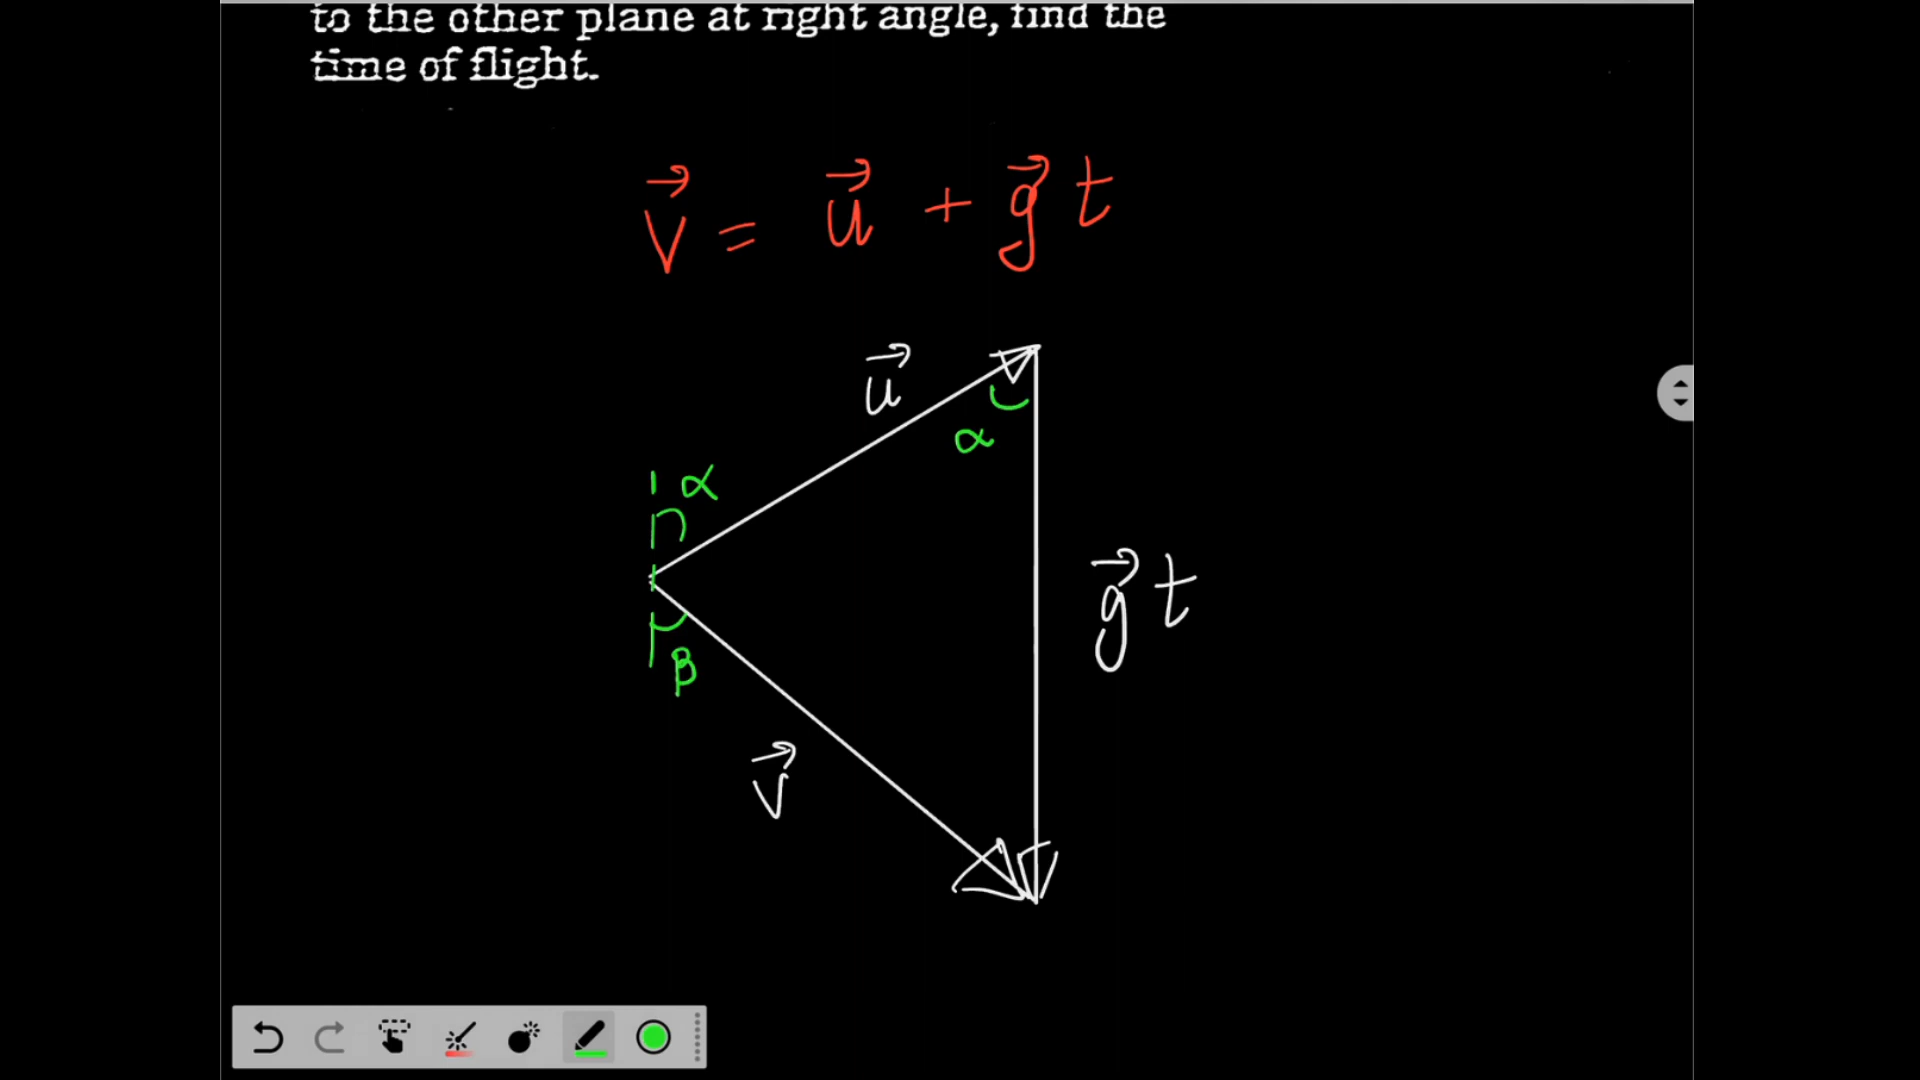 to the other plane at right angle, find the
time of flight.
v⃗ = u⃗ + g⃗ t
u⃗
α
α
g⃗ t
β
v⃗